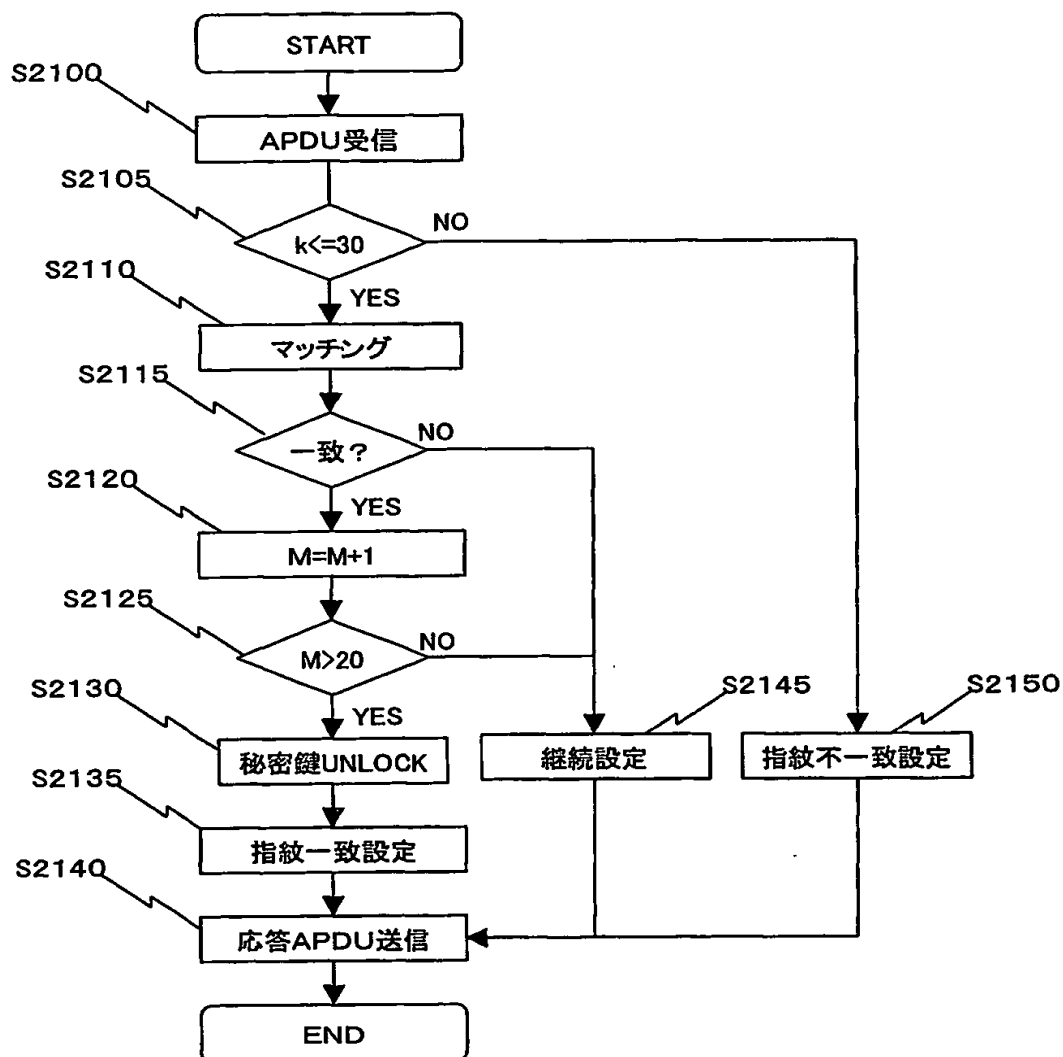 START
S2100
APDU受信
S2105
k<=30
NO
S2110
YES
マッチング
S2115
一致？
NO
S2120
YES
M=M+1
S2125
M>20
NO
S2130
YES
S2145
S2150
秘密鍵UNLOCK
継続設定
指紋不一致設定
S2135
指紋一致設定
S2140
応答APDU送信
END